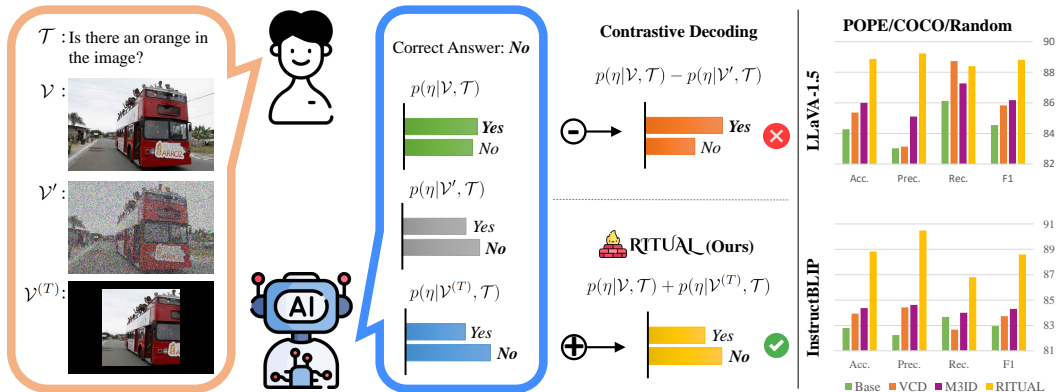 𝒯 : Is there an orange in
the image?
𝒱 :
𝒱′ :
𝒱^(T) :
ARROZ
AI
Correct Answer: No
p(η|𝒱, 𝒯)
Yes
No
p(η|𝒱′, 𝒯)
Yes
No
p(η|𝒱^(T), 𝒯)
Yes
No
Contrastive Decoding
p(η|𝒱, 𝒯) − p(η|𝒱′, 𝒯)
Yes
No
RITUAL (Ours)
p(η|𝒱, 𝒯) + p(η|𝒱^(T), 𝒯)
Yes
No
POPE/COCO/Random
LLaVA-1.5
90
88
86
84
82
Acc. Prec. Rec. F1
InstructBLIP
91
89
87
85
83
81
Acc. Prec. Rec. F1
Base VCD M3ID RITUAL